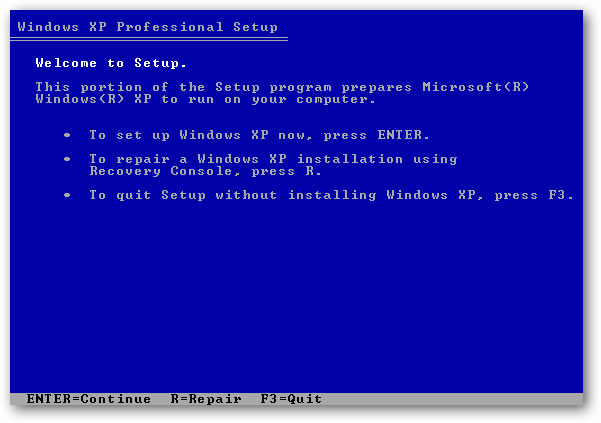 Windows XP Professional Setup
Welcome to Setup.
This portion of the Setup program prepares Microsoft(R)
Windows(R) XP to run on your computer.
• To set up Windows XP now, press ENTER.
• To repair a Windows XP installation using
Recovery Console, press R.
• To quit Setup without installing Windows XP, press F3.
ENTER=Continue R=Repair F3=Quit